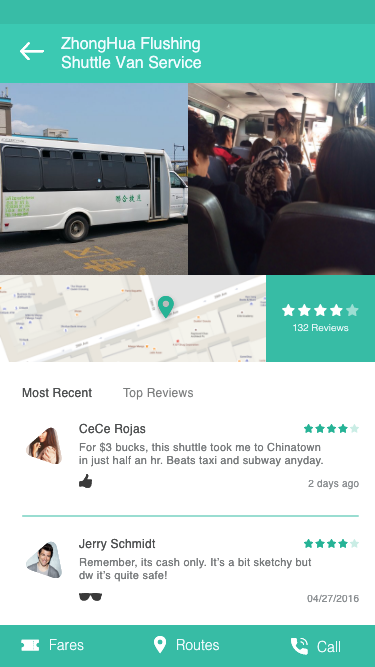 ZhongHua Flushing
Shuttle Van Service
132 Reviews
Most Recent
Top Reviews
CeCe Rojas
For $3 bucks, this shuttle took me to Chinatown
in just half an hr. Beats taxi and subway anyday.
2 days ago
Jerry Schmidt
Remember, its cash only. It's a bit sketchy but
dw it's quite safe!
04/27/2016
Fares
Routes
Call